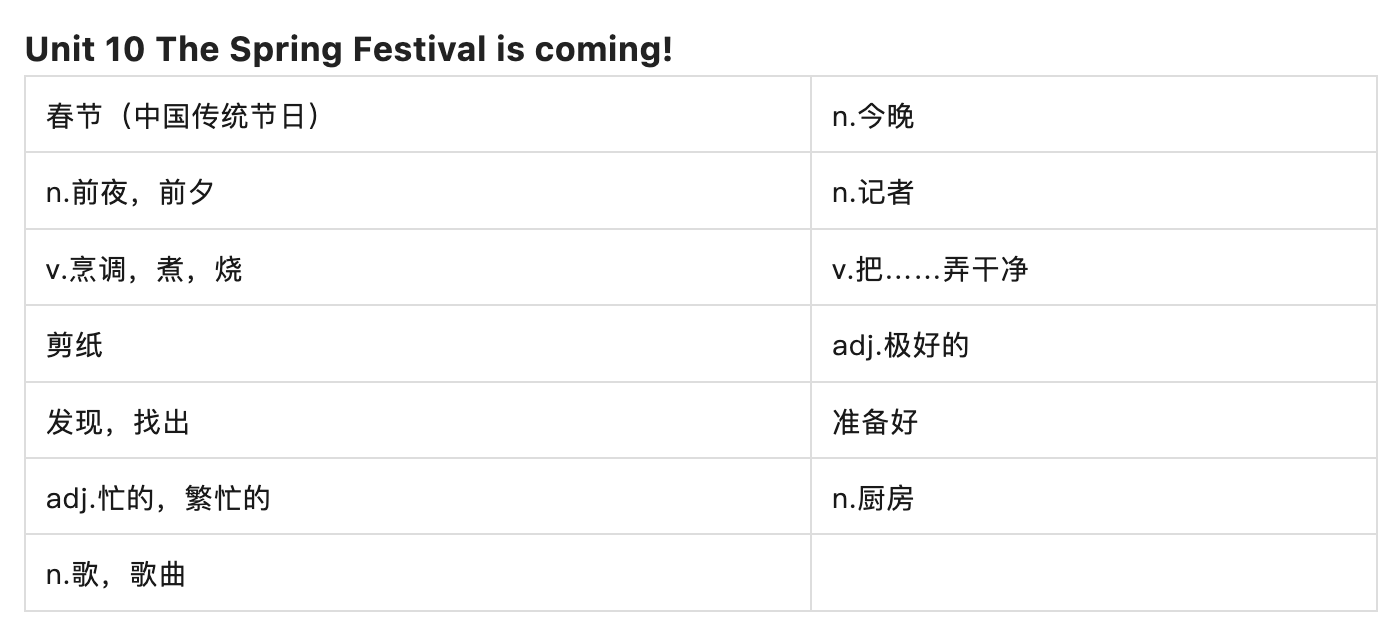 Unit 10 The Spring Festival is coming!
春节（中国传统节日） n.今晚
n.前夜，前夕 n.记者
v.烹调，煮，烧 v.把……弄干净
剪纸 adj.极好的
发现，找出 准备好
adj.忙的，繁忙的 n.厨房
n.歌，歌曲